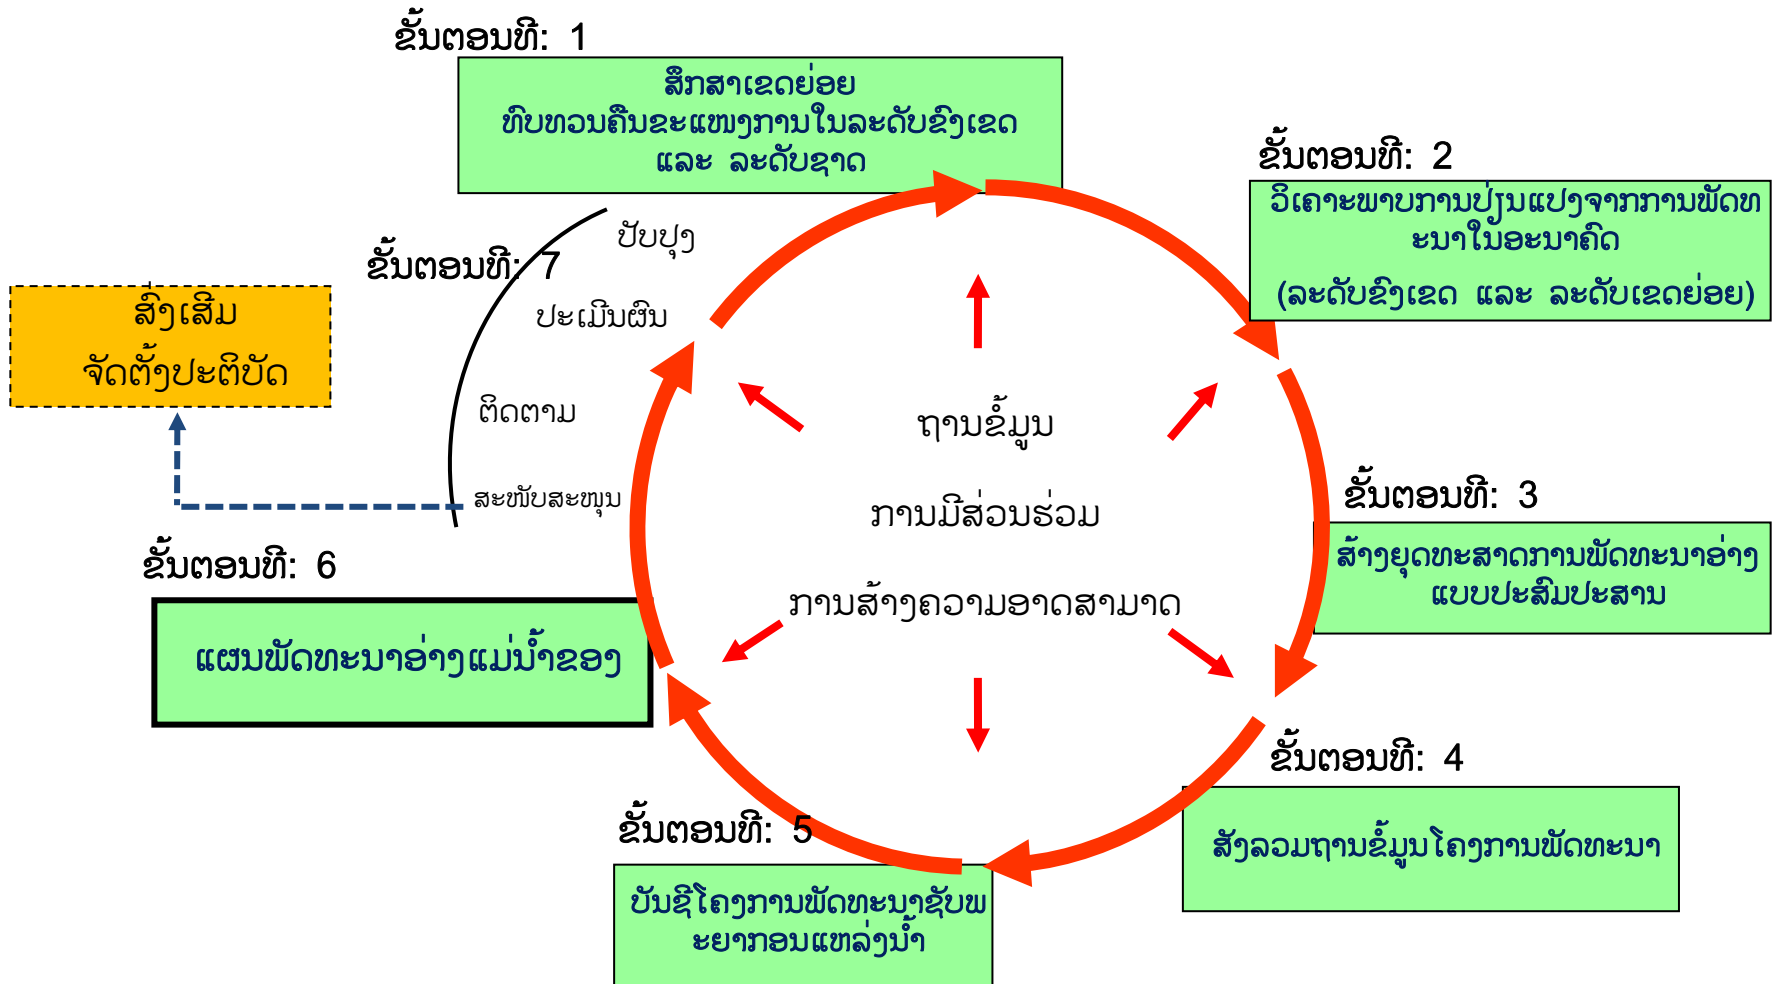 ຂັ້ນຕອນທີ: 1
ສຶກສາເຂດຍ່ອຍ
ທົບທວນຄືນຂະແໜງການໃນລະດັບຂົງເຂດ
ແລະ ລະດັບຊາດ
ຂັ້ນຕອນທີ: 2
ວິເຄາະພາບການປ່ຽນແປງຈາກການພັດທ
ະນາໃນອະນາຄົດ
(ລະດັບຂົງເຂດ ແລະ ລະດັບເຂດຍ່ອຍ)
ຂັ້ນຕອນທີ: 3
ສ້າງຍຸດທະສາດການພັດທະນາອ່າງ
ແບບປະສົມປະສານ
ຂັ້ນຕອນທີ: 4
ສັງລວມຖານຂໍ້ມູນໂຄງການພັດທະນາ
ຂັ້ນຕອນທີ: 5
ບັນຊີໂຄງການພັດທະນາຊັບພ
ະຍາກອນແຫລ່ງນ້ຳ
ຂັ້ນຕອນທີ: 6
ແຜນພັດທະນາອ່າງແມ່ນ້ຳຂອງ
ຂັ້ນຕອນທີ: 7
ປັບປຸງ
ປະເມີນຜົນ
ຕິດຕາມ
ສະໜັບສະໜຸນ
ສົ່ງເສີມ
ຈັດຕັ້ງປະຕິບັດ
ຖານຂໍ້ມູນ
ການມີສ່ວນຮ່ວມ
ການສ້າງຄວາມອາດສາມາດ